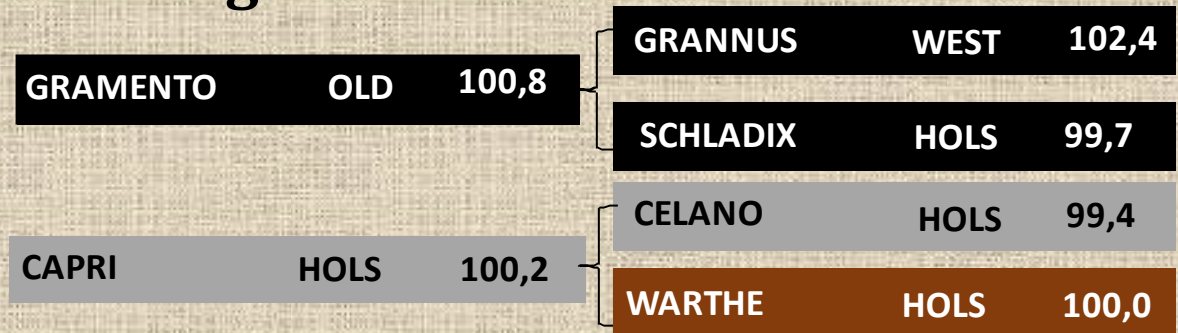 GRANNUS WEST 102,4
GRAMENTO OLD 100,8
SCHLADIX HOLS 99,7
CELANO HOLS 99,4
CAPRI HOLS 100,2
WARTHE HOLS 100,0